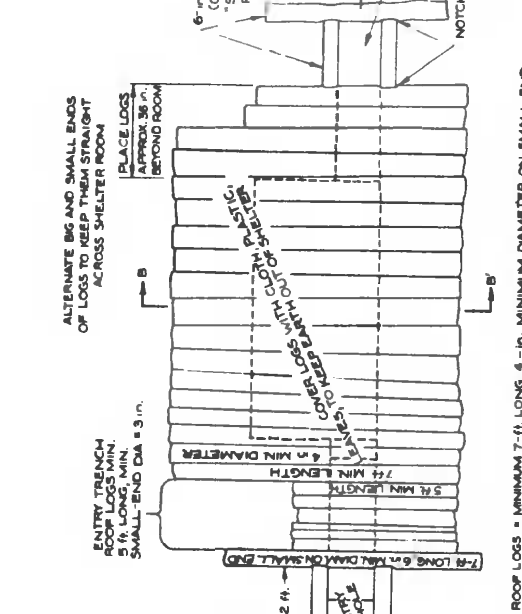 6-in
NOTCH
ALTERNATE BIG AND SMALL ENDS
OF LOGS TO KEEP THEM STRAIGHT
ACROSS SHELTER ROOM
PLACE LOGS
APPROX. 36 in.
BEYOND ROOM
B
B'
COVER LOGS WITH CLOTH, PLASTIC,
LEAVES, TO KEEP EARTH OUT OF SHELTER
ENTRY TRENCH
ROOF LOGS MIN.
5 ft. LONG, MIN.
SMALL-END DIA = 3 in.
4 in MIN. DIAMETER
7 ft MIN. LENGTH
5 ft MIN LENGTH
7-ft LONG 6 in. MIN. DIAM ON SMALL END
2 ft.
ROOF LOGS = MINIMUM 7-ft. LONG 4-in. MINIMUM DIAMETER ON SMALL END